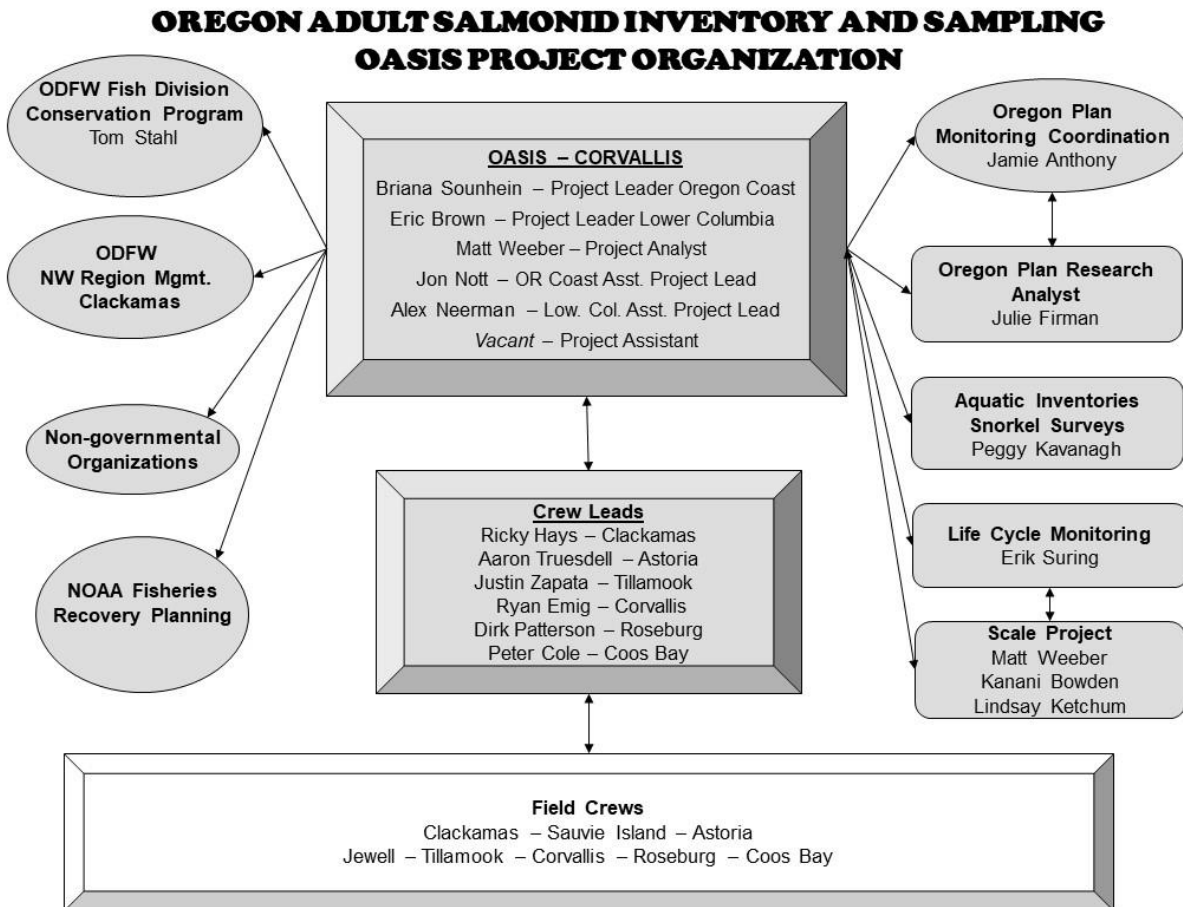 OREGON ADULT SALMONID INVENTORY AND SAMPLING
OASIS PROJECT ORGANIZATION
ODFW Fish Division
Conservation Program
Tom Stahl
ODFW
NW Region Mgmt.
Clackamas
Non-governmental
Organizations
NOAA Fisheries
Recovery Planning
OASIS – CORVALLIS
Briana Sounhein – Project Leader Oregon Coast
Eric Brown – Project Leader Lower Columbia
Matt Weeber – Project Analyst
Jon Nott – OR Coast Asst. Project Lead
Alex Neerman – Low. Col. Asst. Project Lead
Vacant – Project Assistant
Crew Leads
Ricky Hays – Clackamas
Aaron Truesdell – Astoria
Justin Zapata – Tillamook
Ryan Emig – Corvallis
Dirk Patterson – Roseburg
Peter Cole – Coos Bay
Oregon Plan
Monitoring Coordination
Jamie Anthony
Oregon Plan Research
Analyst
Julie Firman
Aquatic Inventories
Snorkel Surveys
Peggy Kavanagh
Life Cycle Monitoring
Erik Suring
Scale Project
Matt Weeber
Kanani Bowden
Lindsay Ketchum
Field Crews
Clackamas – Sauvie Island – Astoria
Jewell – Tillamook – Corvallis – Roseburg – Coos Bay